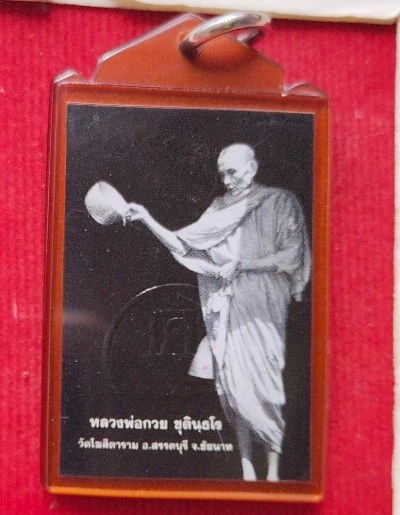 หลวงพ่อกวย ชุตินฺธโร
วัดโฆสิตาราม อ.สรรคบุรี จ.ชัยนาท